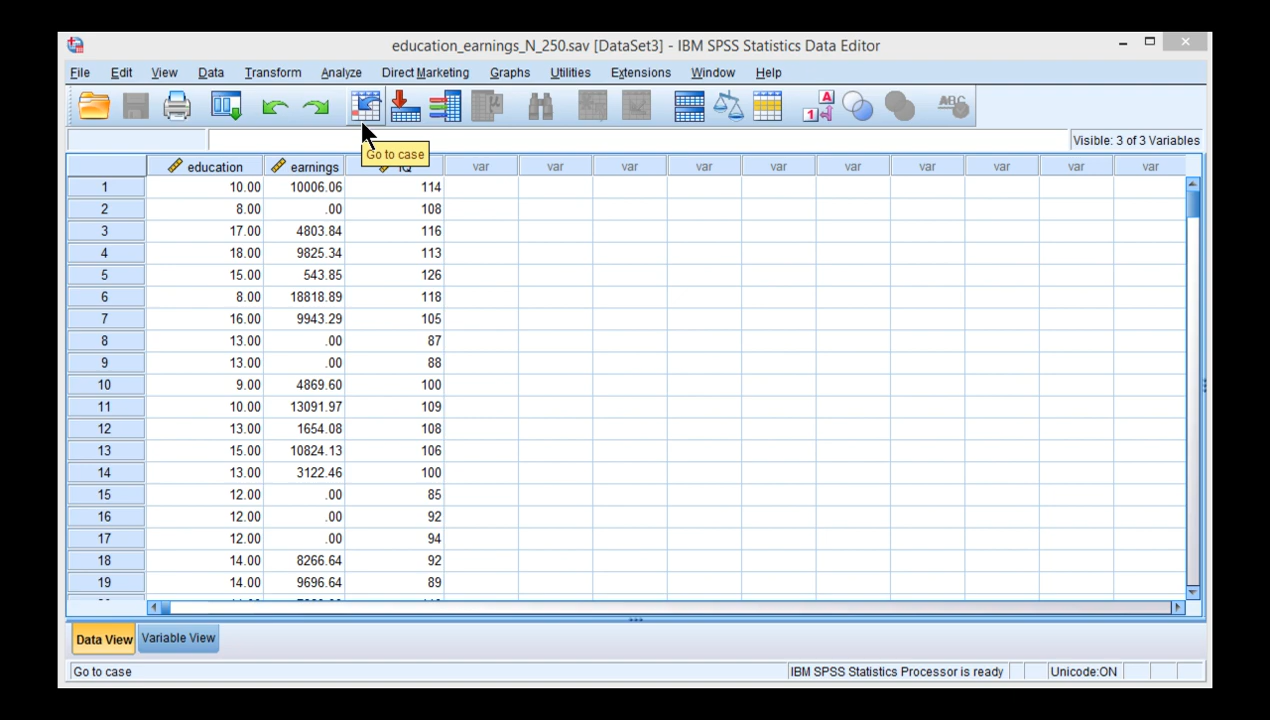 education_earnings_N_250.sav [DataSet3] - IBM SPSS Statistics Data Editor
File Edit View Data Transform Analyze Direct Marketing Graphs Utilities Extensions Window Help
A
1
ABC
Visible: 3 of 3 Variables
Go to case
education earnings IQ var var var var var var var var var var
1 10.00 10006.06 114
2 8.00 .00 108
3 17.00 4803.84 116
4 18.00 9825.34 113
5 15.00 543.85 126
6 8.00 18818.89 118
7 16.00 9943.29 105
8 13.00 .00 87
9 13.00 .00 88
10 9.00 4869.60 100
11 10.00 13091.97 109
12 13.00 1654.08 108
13 15.00 10824.13 106
14 13.00 3122.46 100
15 12.00 .00 85
16 12.00 .00 92
17 12.00 .00 94
18 14.00 8266.64 92
19 14.00 9696.64 89
Data View Variable View
Go to case IBM SPSS Statistics Processor is ready Unicode:ON